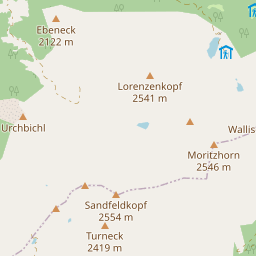 Ebeneck
2122 m
Lorenzenkopf
2541 m
Urchbichl
Wallis
Moritzhorn
2546 m
Sandfeldkopf
2554 m
Turneck
2419 m